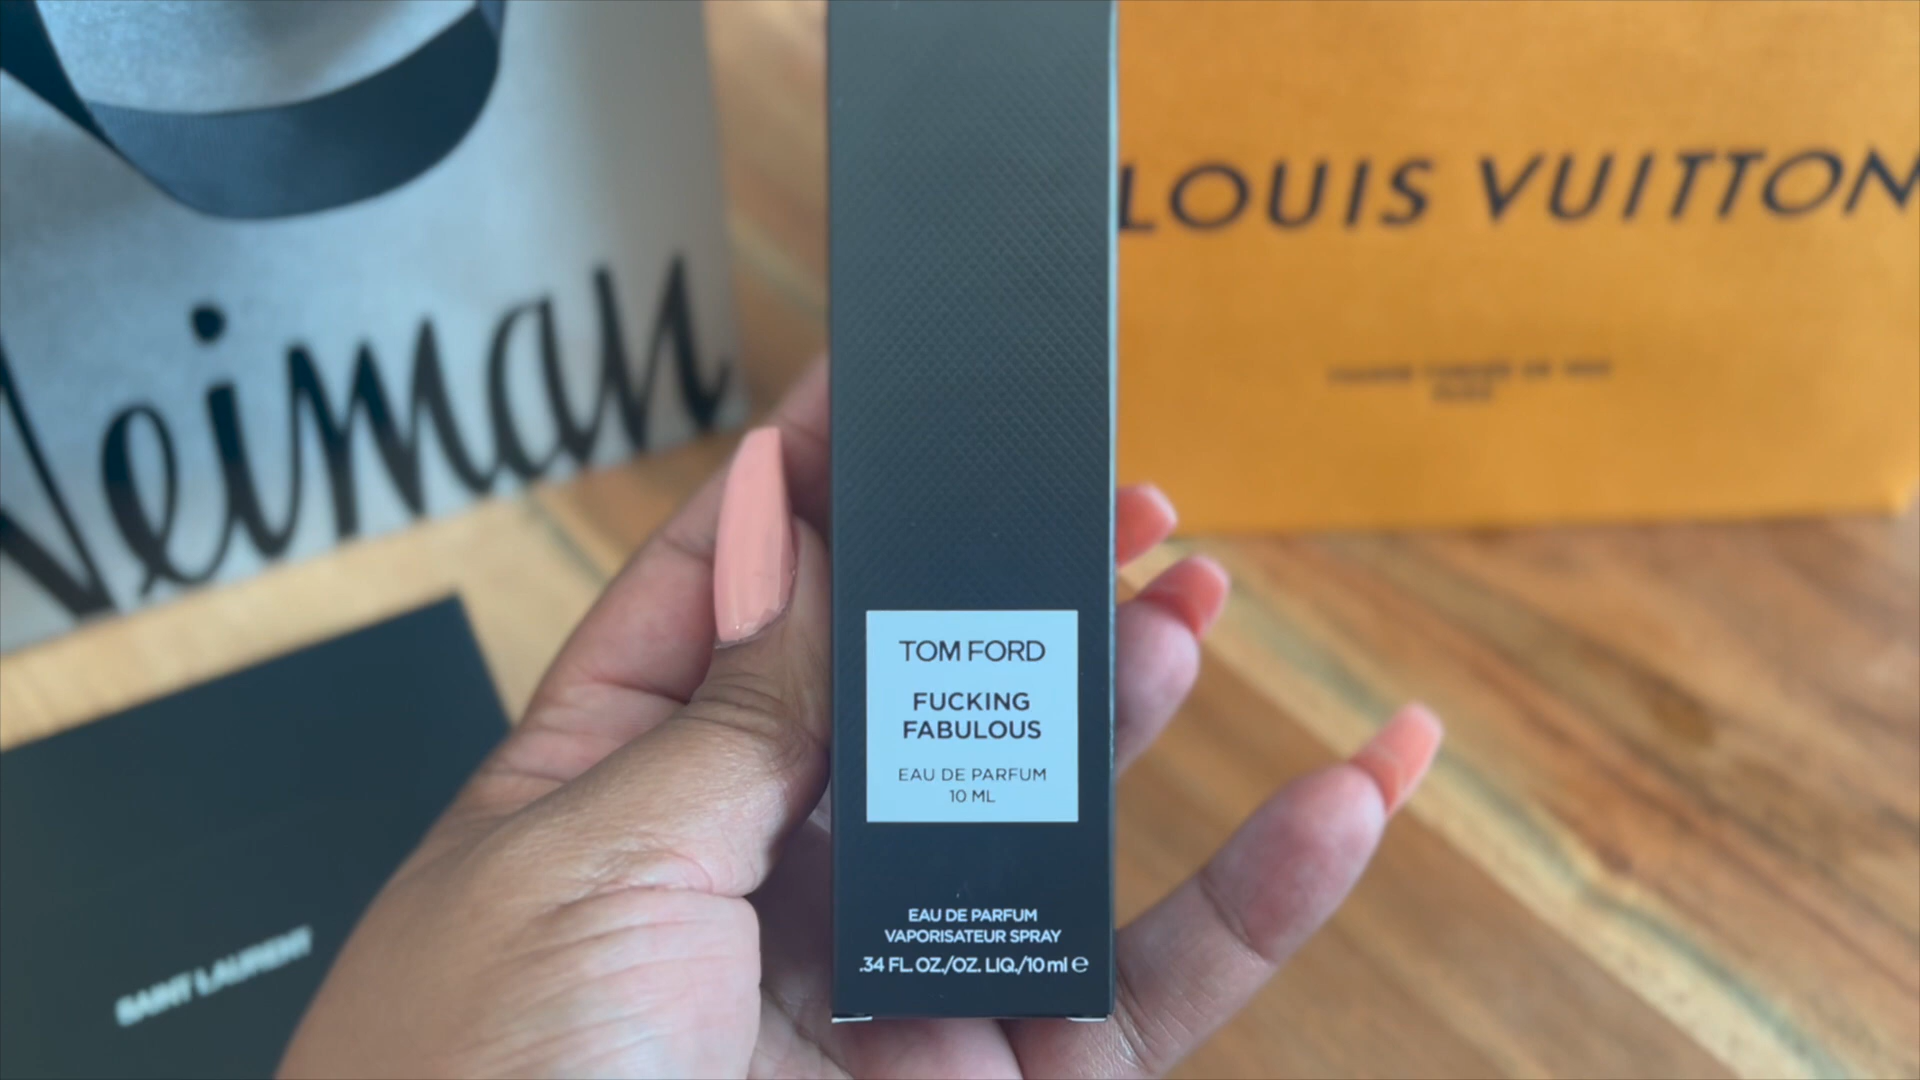 Neiman
LOUIS VUITTON
TOM FORD
FUCKING
FABULOUS
EAU DE PARFUM
10 ML
EAU DE PARFUM
VAPORISATEUR SPRAY
.34 FL. OZ./OZ. LIQ./10 ml ℮
SAINT LAURENT